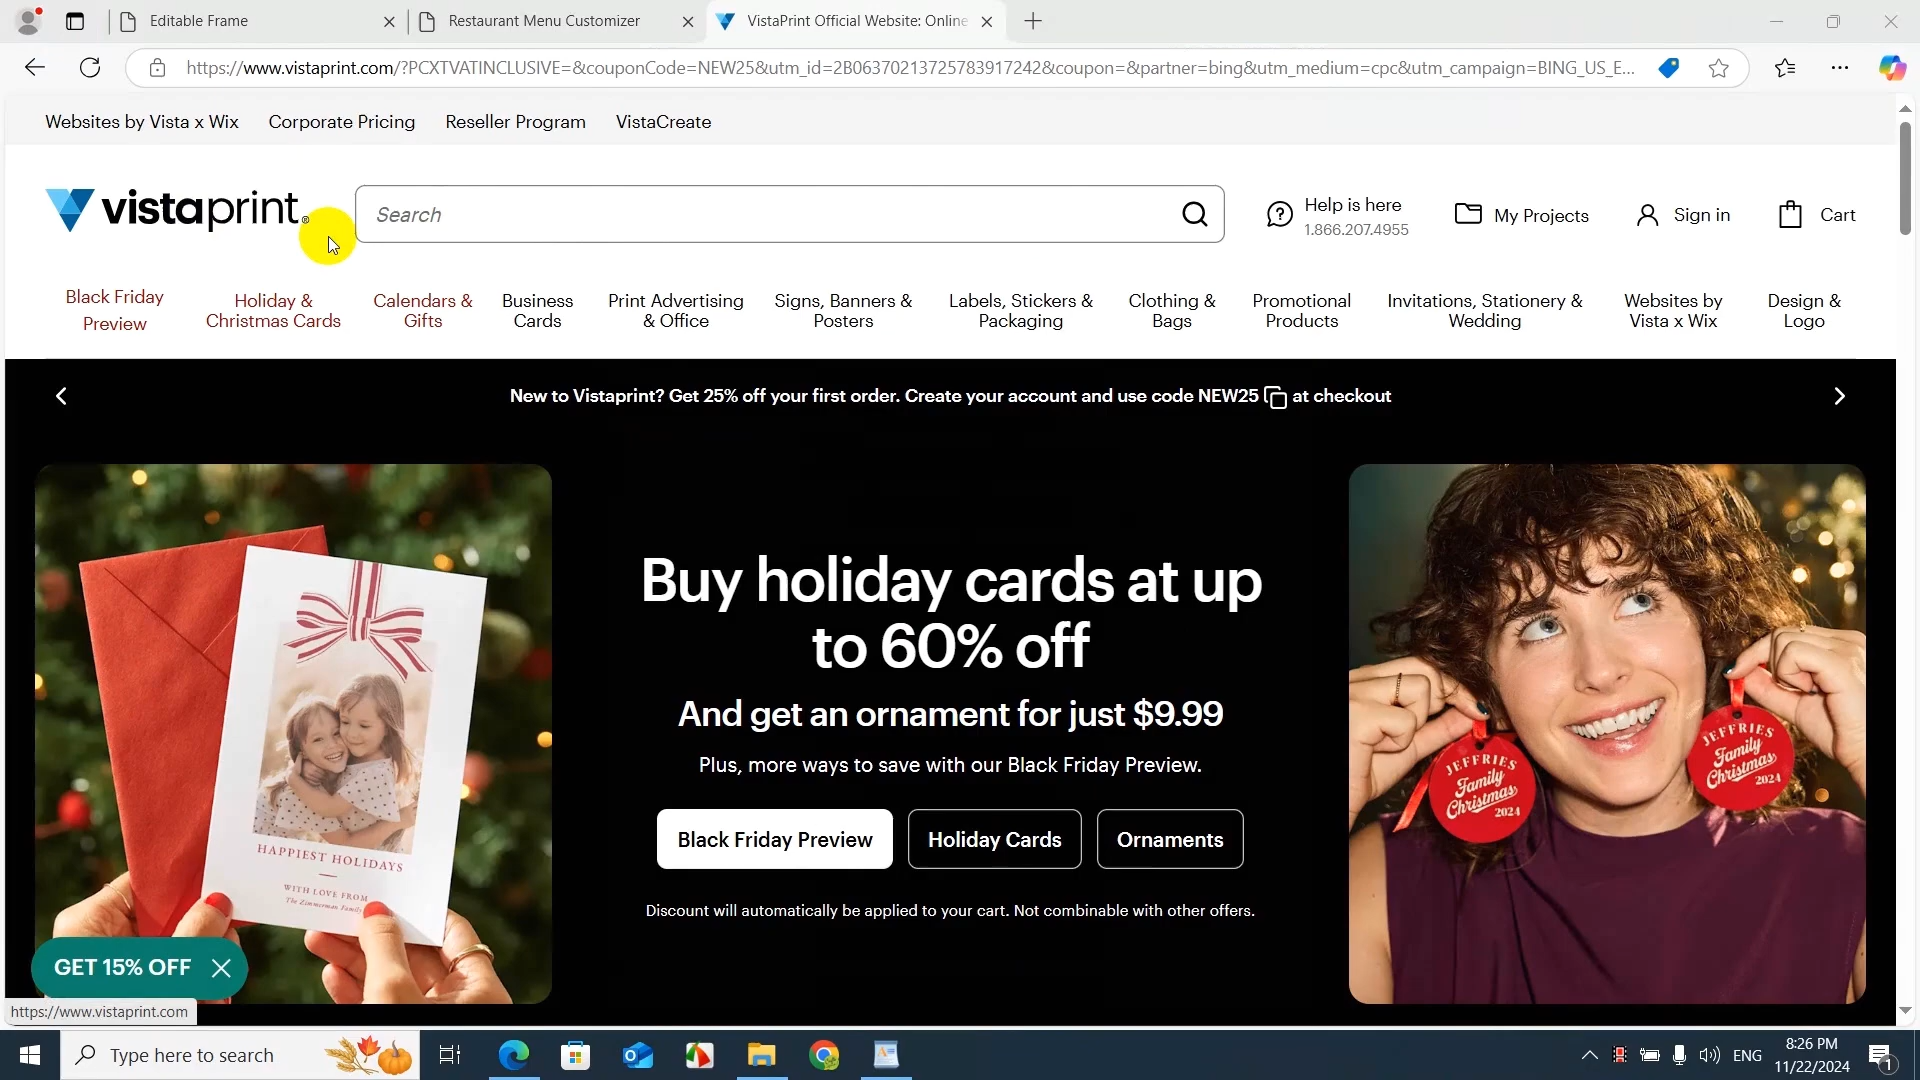 Editable Frame
Restaurant Menu Customizer
VistaPrint Official Website: Online
https://www.vistaprint.com/?PCXTVATINCLUSIVE=&couponCode=NEW25&utm_id=2B06370213725783917242&coupon=&partner=bing&utm_medium=cpc&utm_campaign=BING_US_E...
Websites by Vista x Wix
Corporate Pricing
Reseller Program
VistaCreate
vistaprint®
Search
Help is here
1.866.207.4955
My Projects
Sign in
Cart
Black Friday
Preview
Holiday &
Christmas Cards
Calendars &
Gifts
Business
Cards
Print Advertising
& Office
Signs, Banners &
Posters
Labels, Stickers &
Packaging
Clothing &
Bags
Promotional
Products
Invitations, Stationery &
Wedding
Websites by
Vista x Wix
Design &
Logo
New to Vistaprint? Get 25% off your first order. Create your account and use code NEW25 at checkout
Buy holiday cards at up
to 60% off
And get an ornament for just $9.99
Plus, more ways to save with our Black Friday Preview.
Black Friday Preview
Holiday Cards
Ornaments
Discount will automatically be applied to your cart. Not combinable with other offers.
HAPPIEST HOLIDAYS
WITH LOVE FROM
The Zimmerman Family
JEFFRIES
Family
Christmas
2024
JEFFRIES
Family
Christmas
2024
GET 15% OFF
https://www.vistaprint.com
Type here to search
ENG
8:26 PM
11/22/2024
1